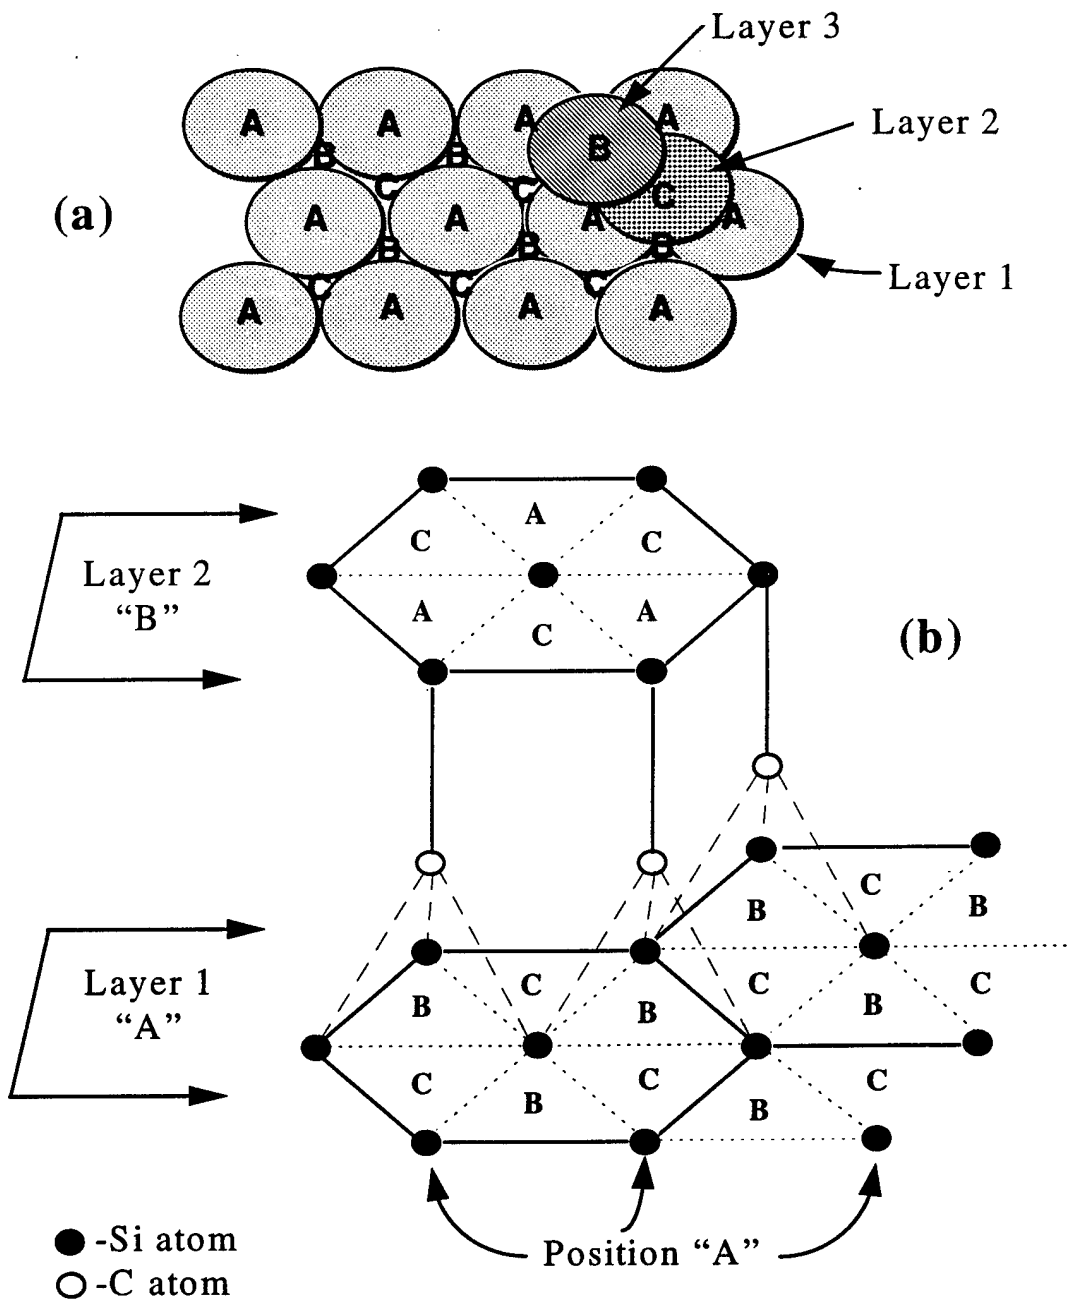 Layer 3
A A A A
B
Layer 2
B B
C C C
(a)
A A A A
B B B
Layer 1
C C C
A A A A
A
C C
Layer 2
"B"
A C A
(b)
C
B B
Layer 1
"A"
C C C
B B B
C C C
B B
-Si atom
Position "A"
-C atom